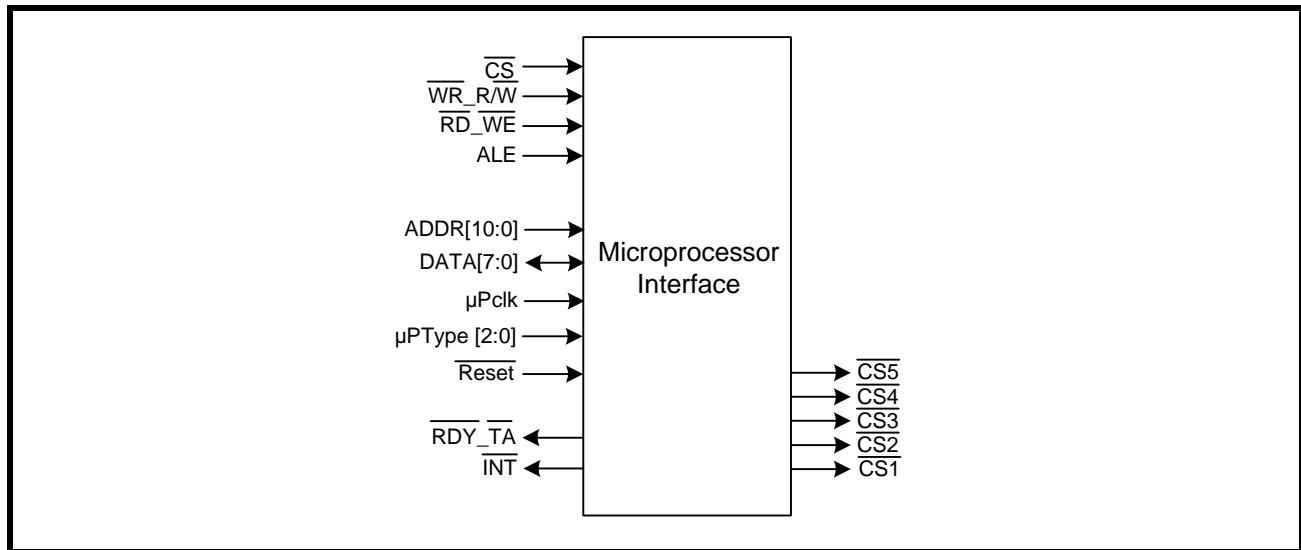 CS
WR_R/W
RD_WE
ALE
ADDR[10:0]
DATA[7:0]
µPclk
µPType [2:0]
Reset
RDY_TA
INT
Microprocessor
Interface
CS5
CS4
CS3
CS2
CS1